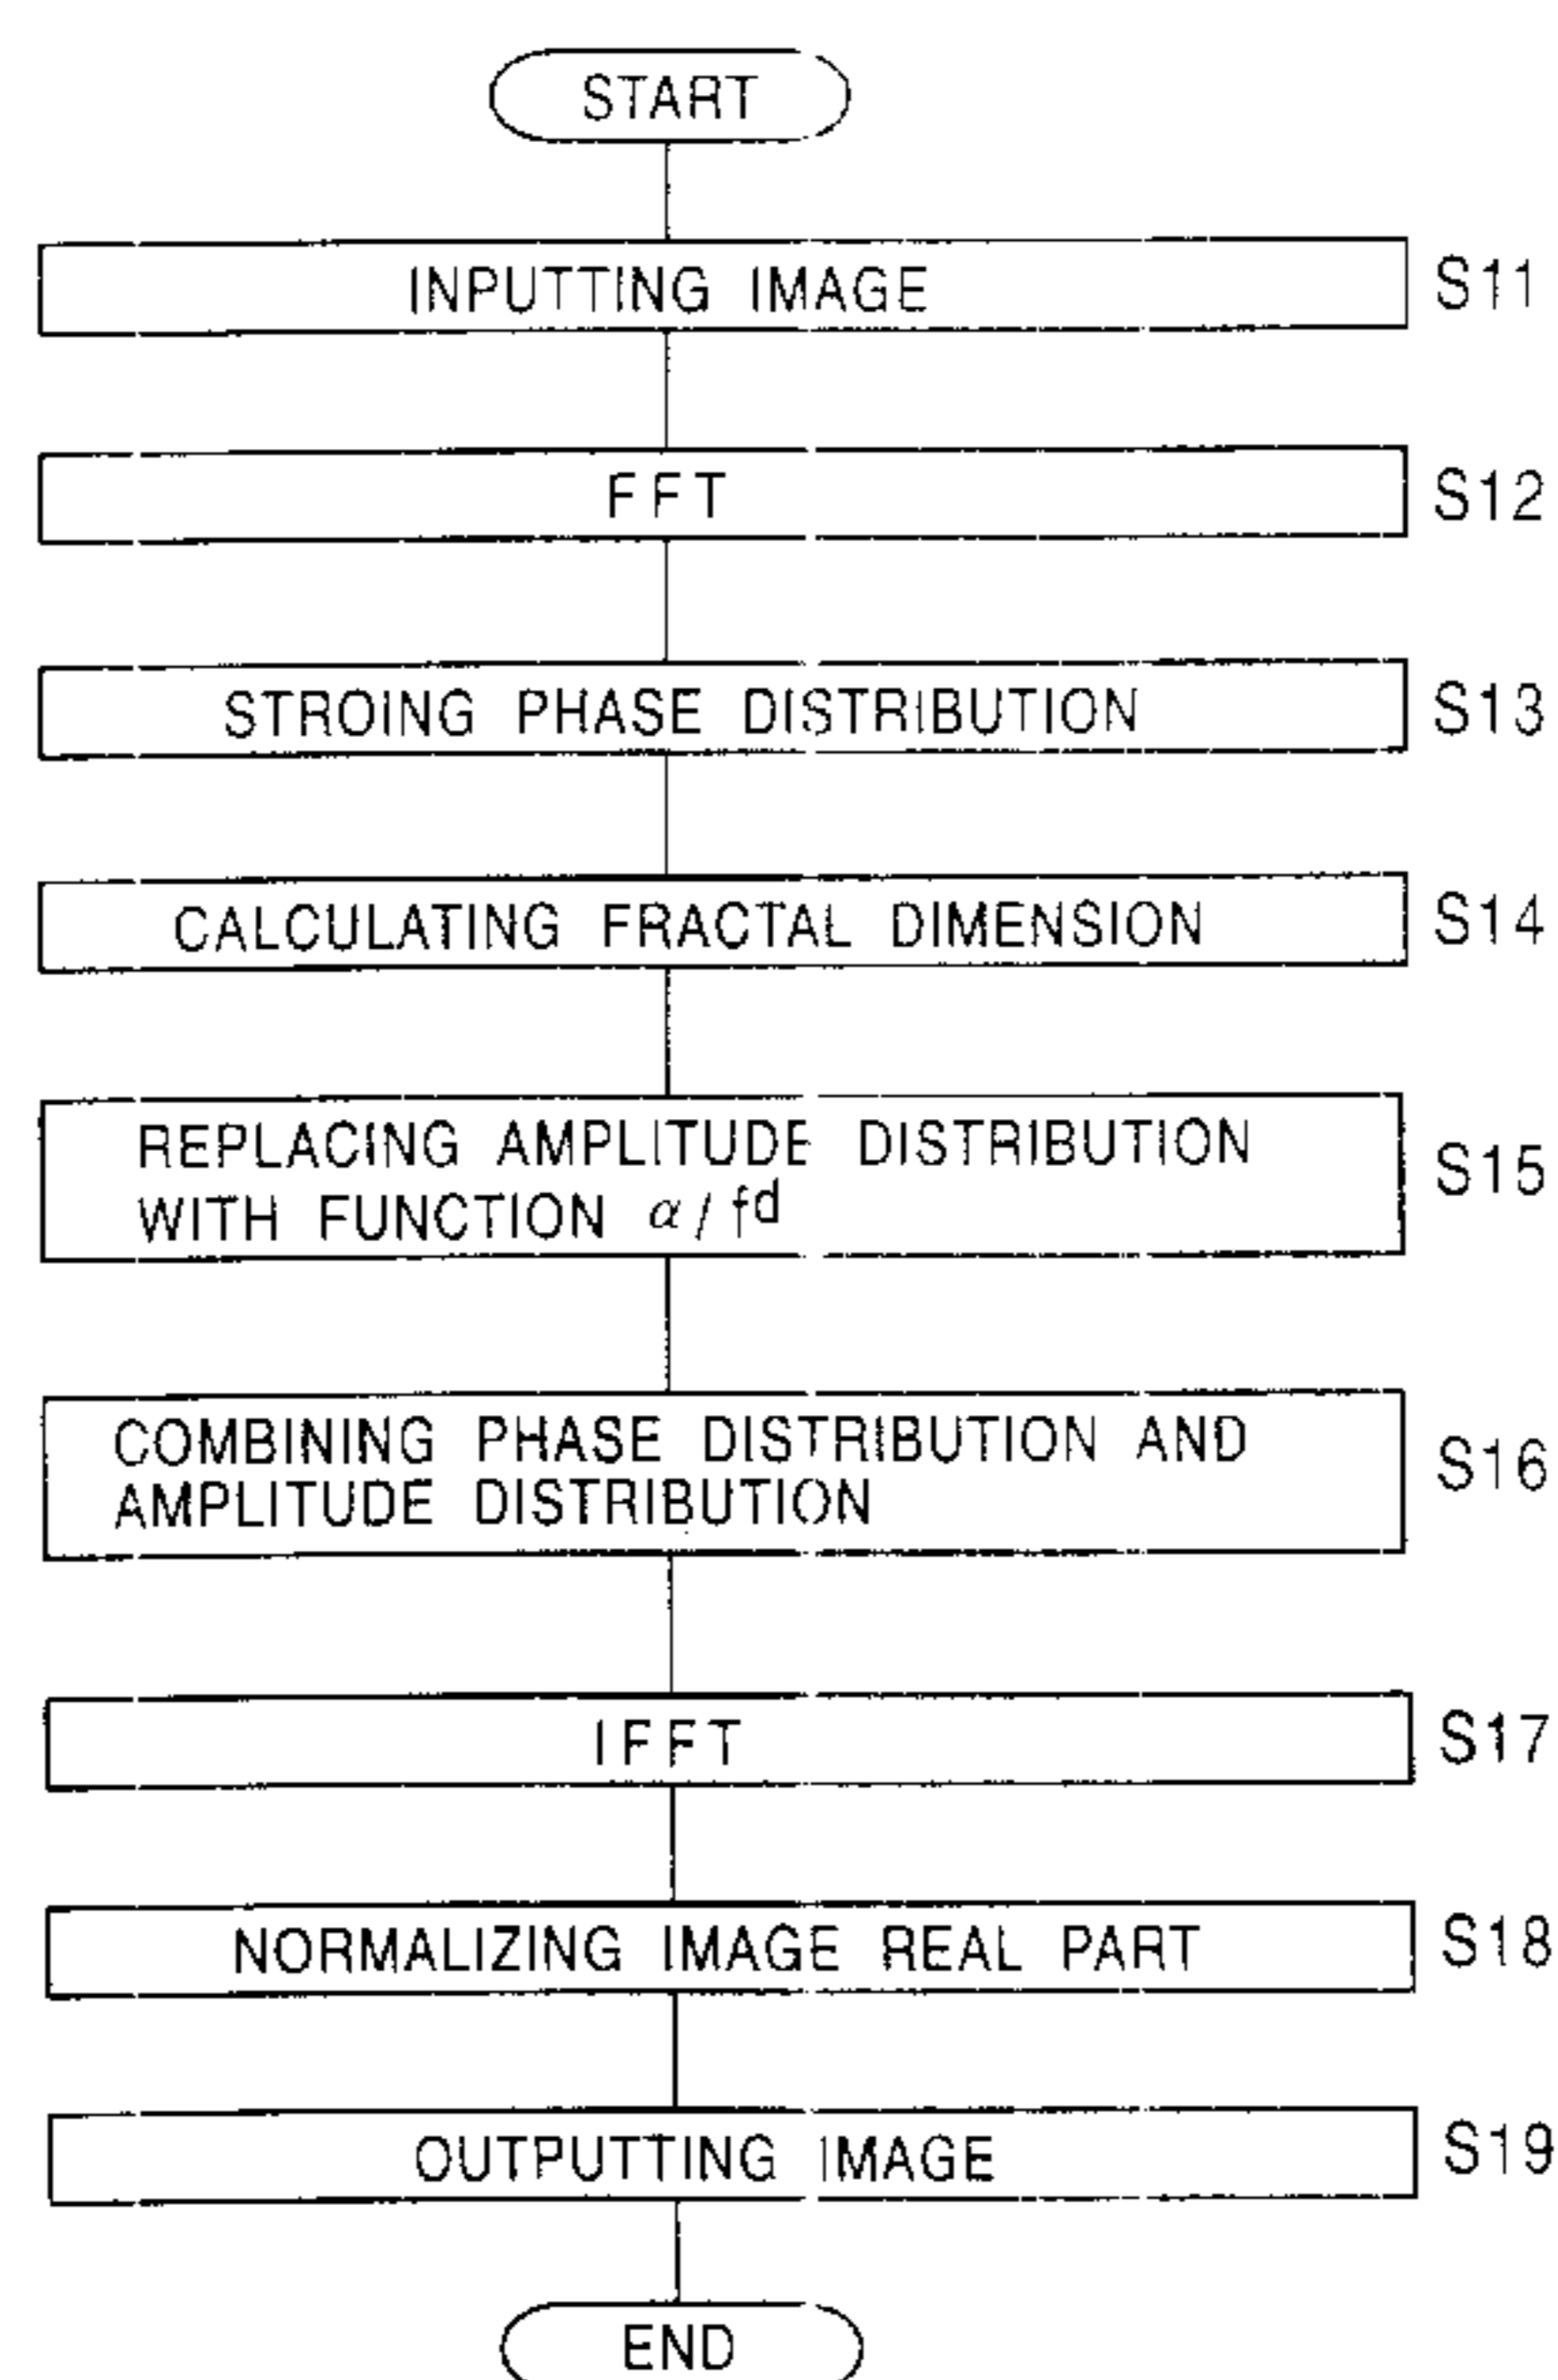 START
INPUTTING IMAGE
S11
FFT
S12
STROING PHASE DISTRIBUTION
S13
CALCULATING FRACTAL DIMENSION
S14
REPLACING AMPLITUDE DISTRIBUTION
WITH FUNCTION α/fᵈ
S15
COMBINING PHASE DISTRIBUTION AND
AMPLITUDE DISTRIBUTION
S16
IFFT
S17
NORMALIZING IMAGE REAL PART
S18
OUTPUTTING IMAGE
S19
END